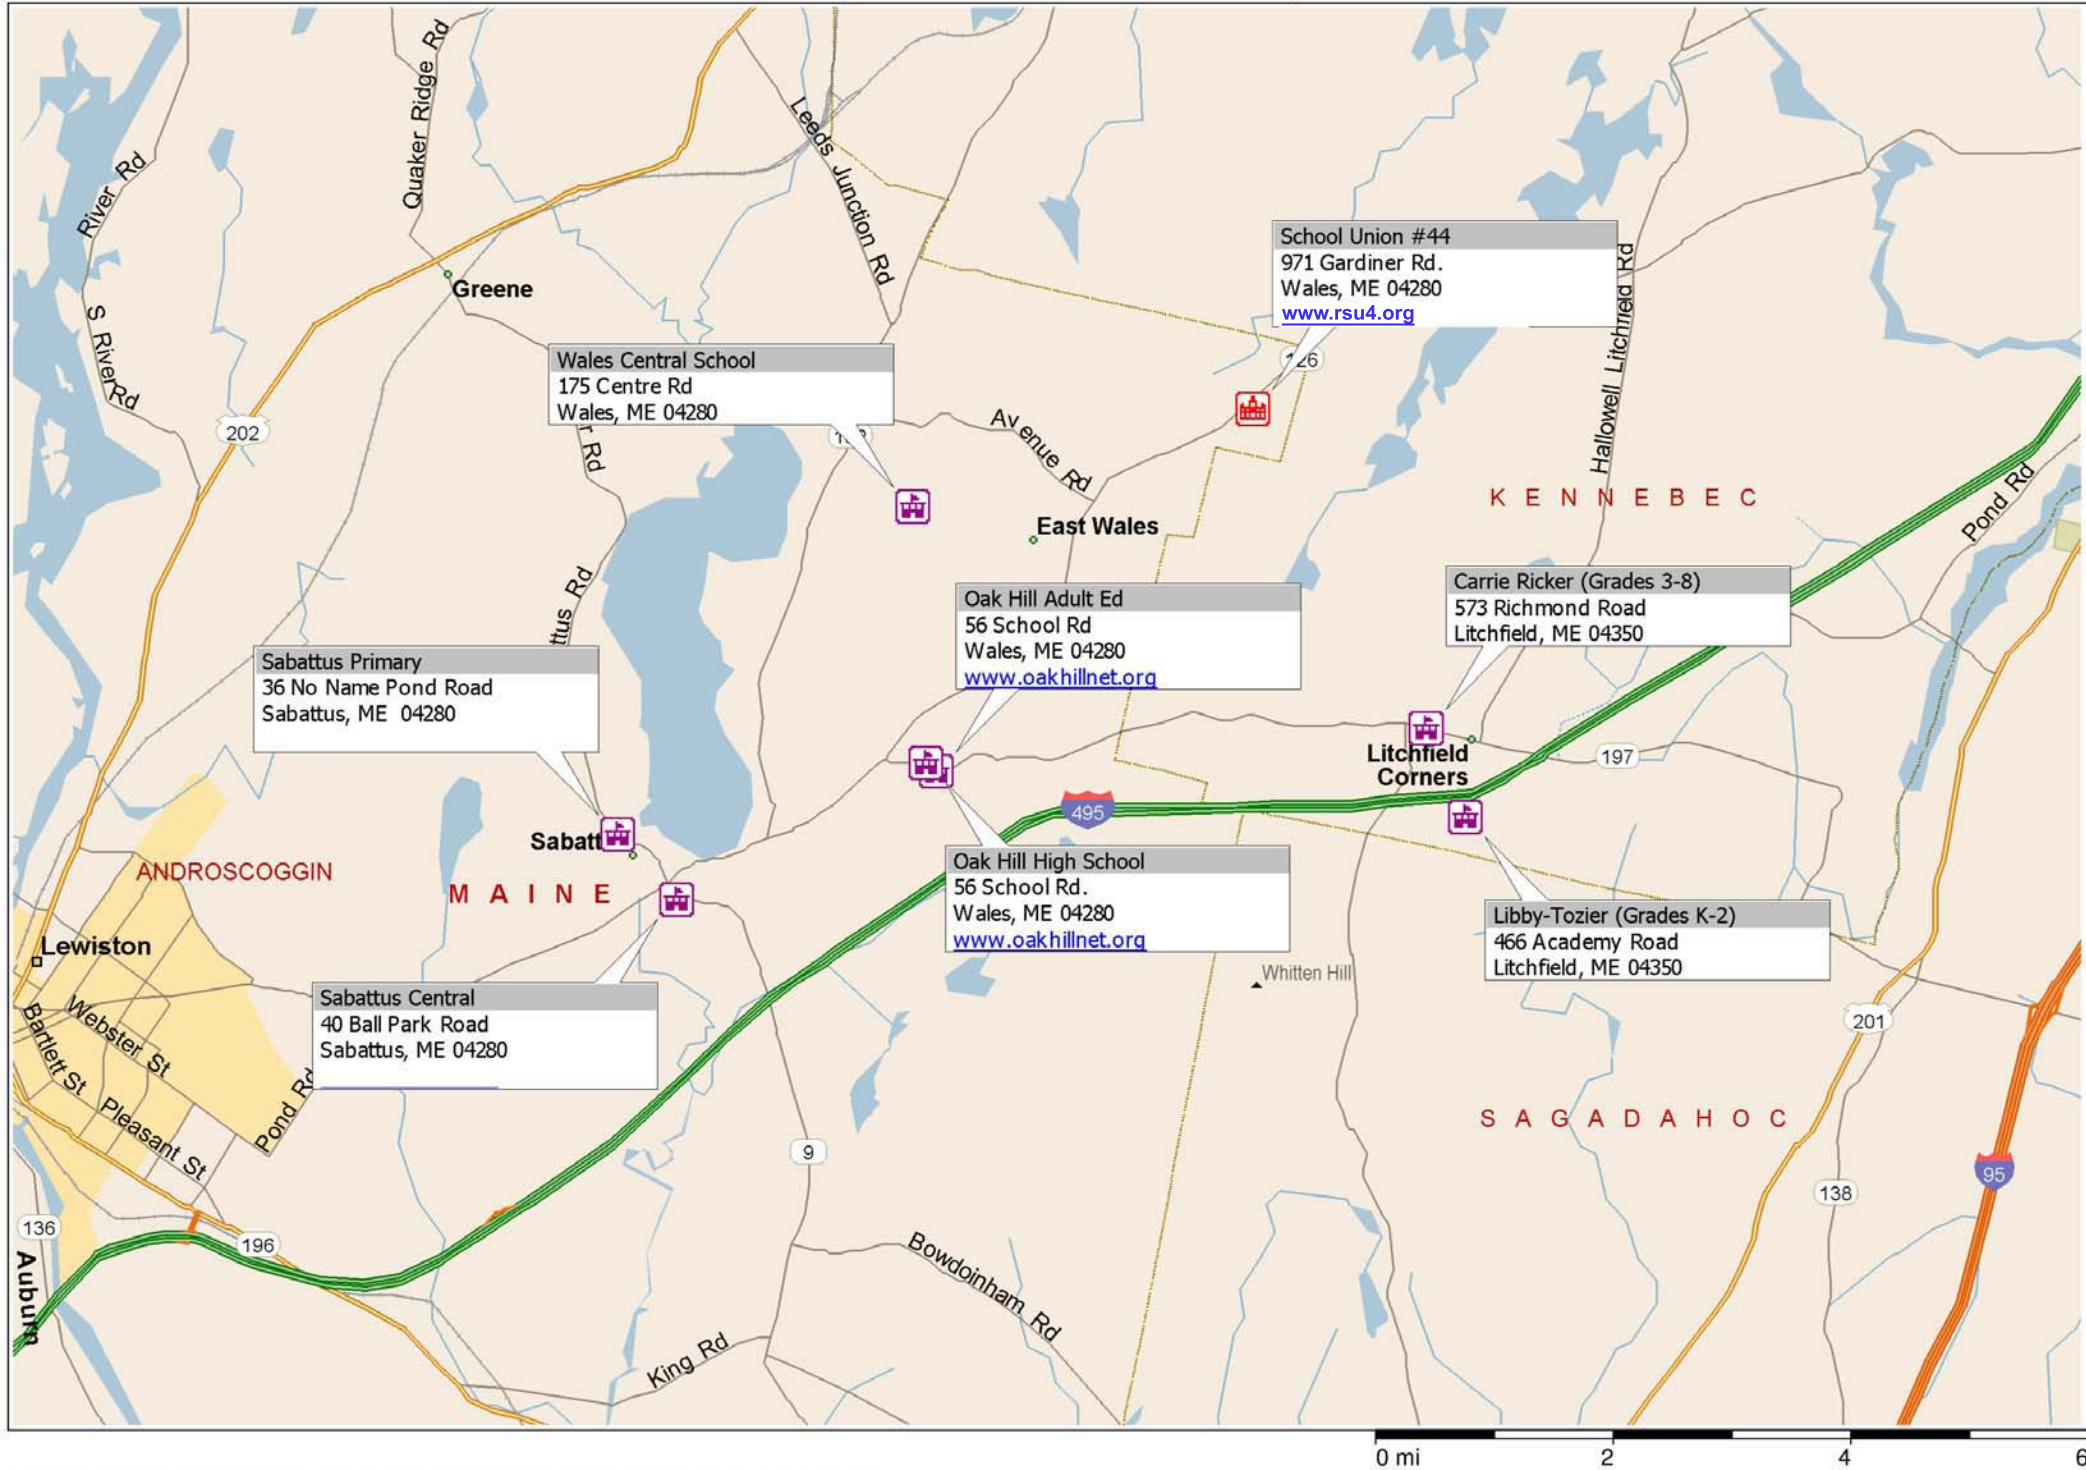 Quaker Ridge Rd
River Rd
Leeds Junction Rd
School Union #44
971 Gardiner Rd.
Wales, ME 04280
www.rsu4.org
Hallowell Litchfield Rd
Greene
S River Rd
Wales Central School
175 Centre Rd
Wales, ME 04280
202
Avenue Rd
r Rd
KENNEBEC
Pond Rd
East Wales
Carrie Ricker (Grades 3-8)
573 Richmond Road
Litchfield, ME 04350
Oak Hill Adult Ed
56 School Rd
Wales, ME 04280
www.oakhillnet.org
ttus Rd
Sabattus Primary
36 No Name Pond Road
Sabattus, ME 04280
Litchfield
Corners
197
495
Sabatt
ANDROSCOGGIN
MAINE
Oak Hill High School
56 School Rd.
Wales, ME 04280
www.oakhillnet.org
Libby-Tozier (Grades K-2)
466 Academy Road
Litchfield, ME 04350
Lewiston
Whitten Hill
Sabattus Central
40 Ball Park Road
Sabattus, ME 04280
Bartlett St
Webster St
Pleasant St
Pond Rd
201
SAGADAHOC
9
95
138
136
196
Auburn
Bowdoinham Rd
King Rd
0 mi 2 4 6